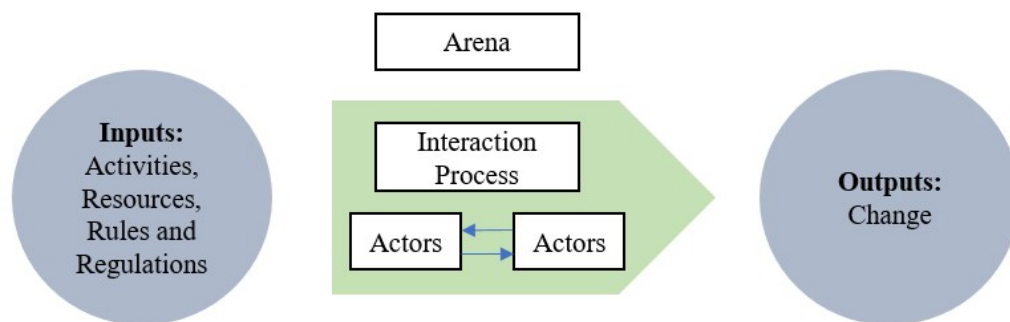 Arena
Inputs:
Activities,
Resources,
Rules and
Regulations
Interaction
Process
Actors
Actors
Outputs:
Change